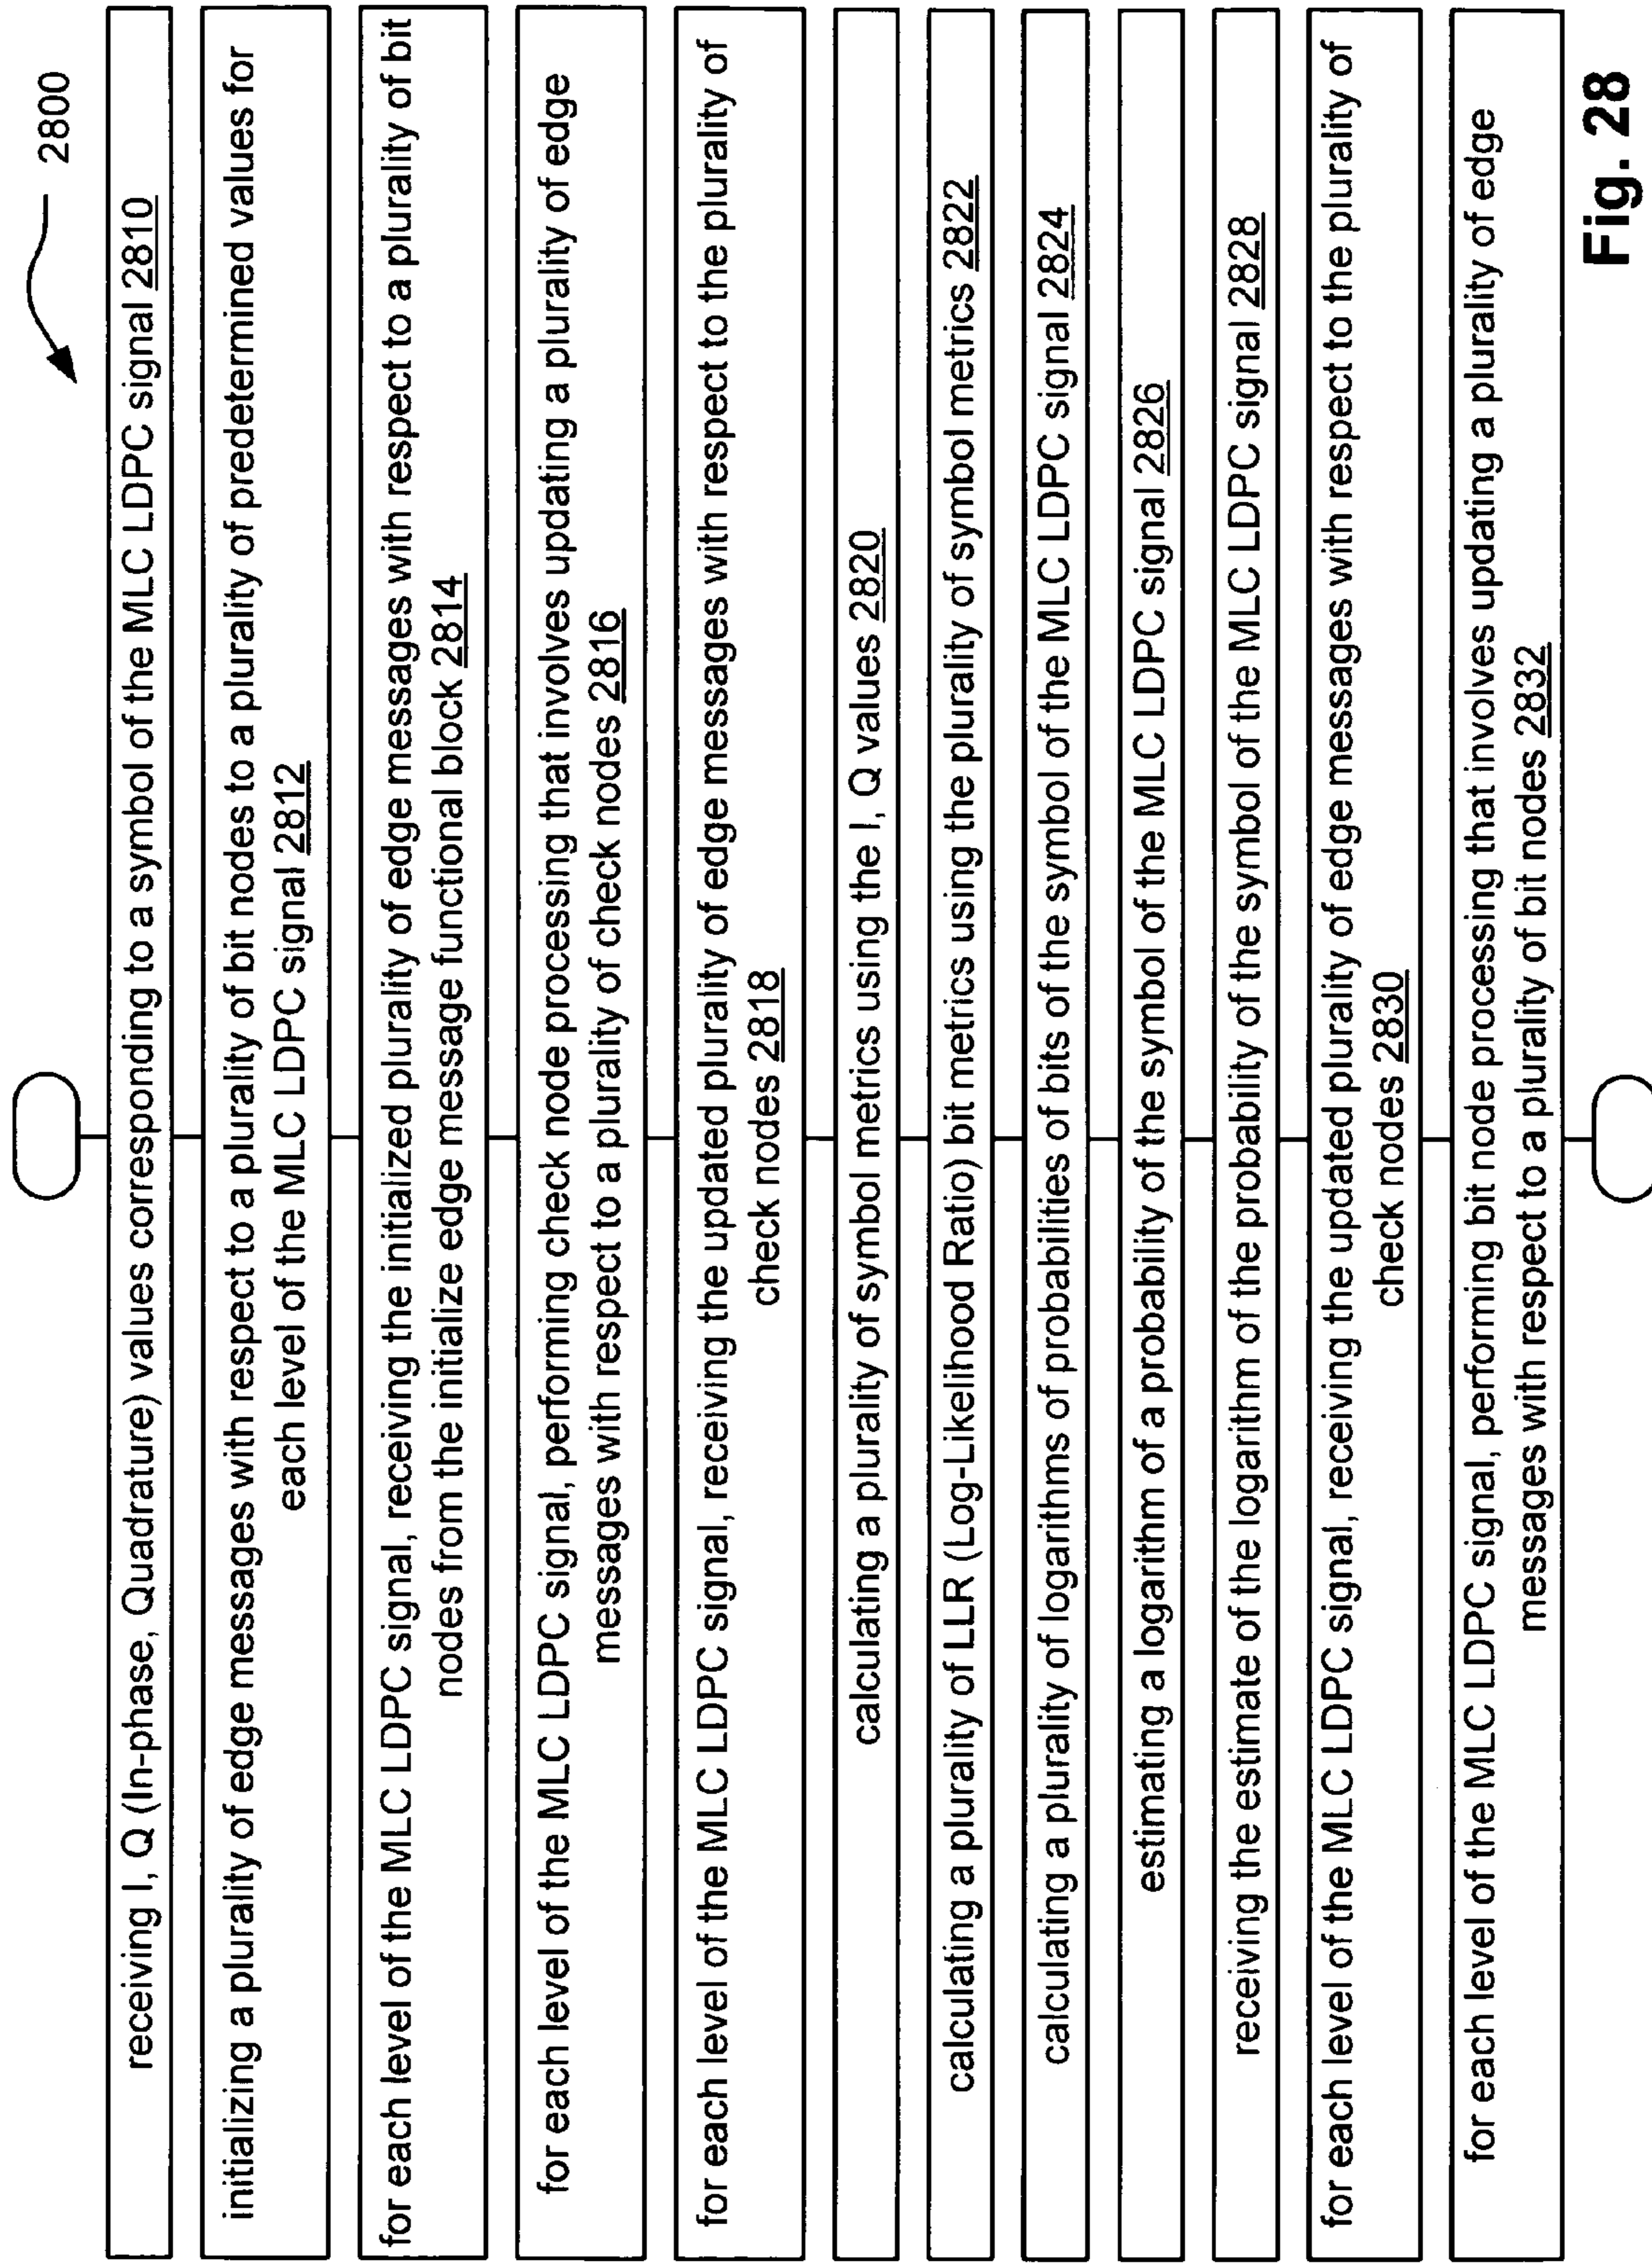 2800
receiving I, Q (In-phase, Quadrature) values corresponding to a symbol of the MLC LDPC signal 2810
initializing a plurality of edge messages with respect to a plurality of bit nodes to a plurality of predetermined values for
each level of the MLC LDPC signal 2812
for each level of the MLC LDPC signal, receiving the initialized plurality of edge messages with respect to a plurality of bit
nodes from the initialize edge message functional block 2814
for each level of the MLC LDPC signal, performing check node processing that involves updating a plurality of edge
messages with respect to a plurality of check nodes 2816
for each level of the MLC LDPC signal, receiving the updated plurality of edge messages with respect to the plurality of
check nodes 2818
calculating a plurality of symbol metrics using the I, Q values 2820
calculating a plurality of LLR (Log-Likelihood Ratio) bit metrics using the plurality of symbol metrics 2822
calculating a plurality of logarithms of probabilities of bits of the symbol of the MLC LDPC signal 2824
estimating a logarithm of a probability of the symbol of the MLC LDPC signal 2826
receiving the estimate of the logarithm of the probability of the symbol of the MLC LDPC signal 2828
for each level of the MLC LDPC signal, receiving the updated plurality of edge messages with respect to the plurality of
check nodes 2830
for each level of the MLC LDPC signal, performing bit node processing that involves updating a plurality of edge
messages with respect to a plurality of bit nodes 2832
Fig. 28